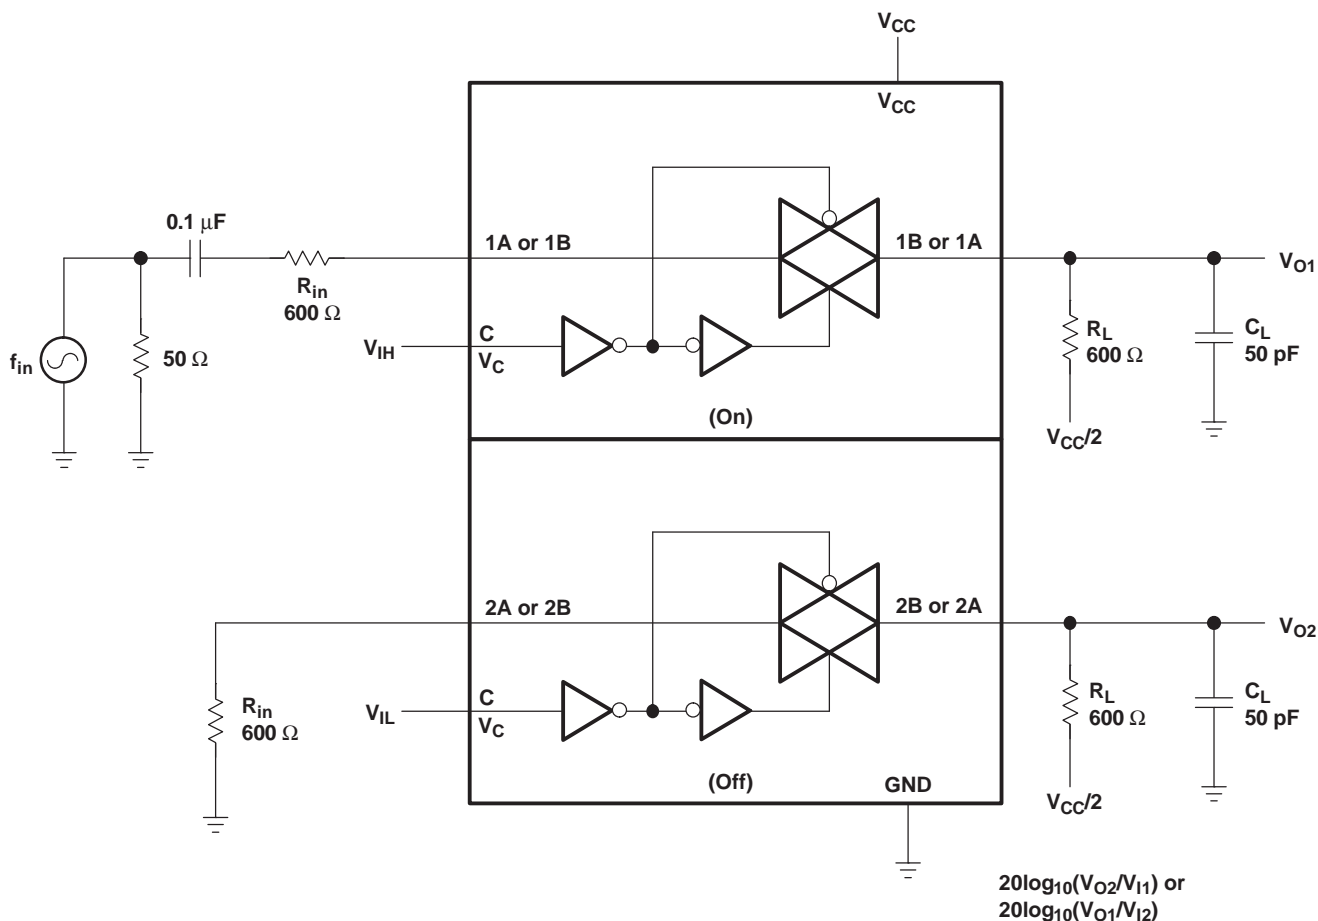 V_CC
V_CC
0.1 μF
1A or 1B
1B or 1A
V_O1
R_in
600 Ω
f_in
50 Ω
V_IH
C
V_C
R_L
600 Ω
C_L
50 pF
(On)
V_CC/2
2A or 2B
2B or 2A
V_O2
R_in
600 Ω
V_IL
C
V_C
R_L
600 Ω
C_L
50 pF
(Off)
GND
V_CC/2
20log_10(V_O2/V_I1) or
20log_10(V_O1/V_I2)